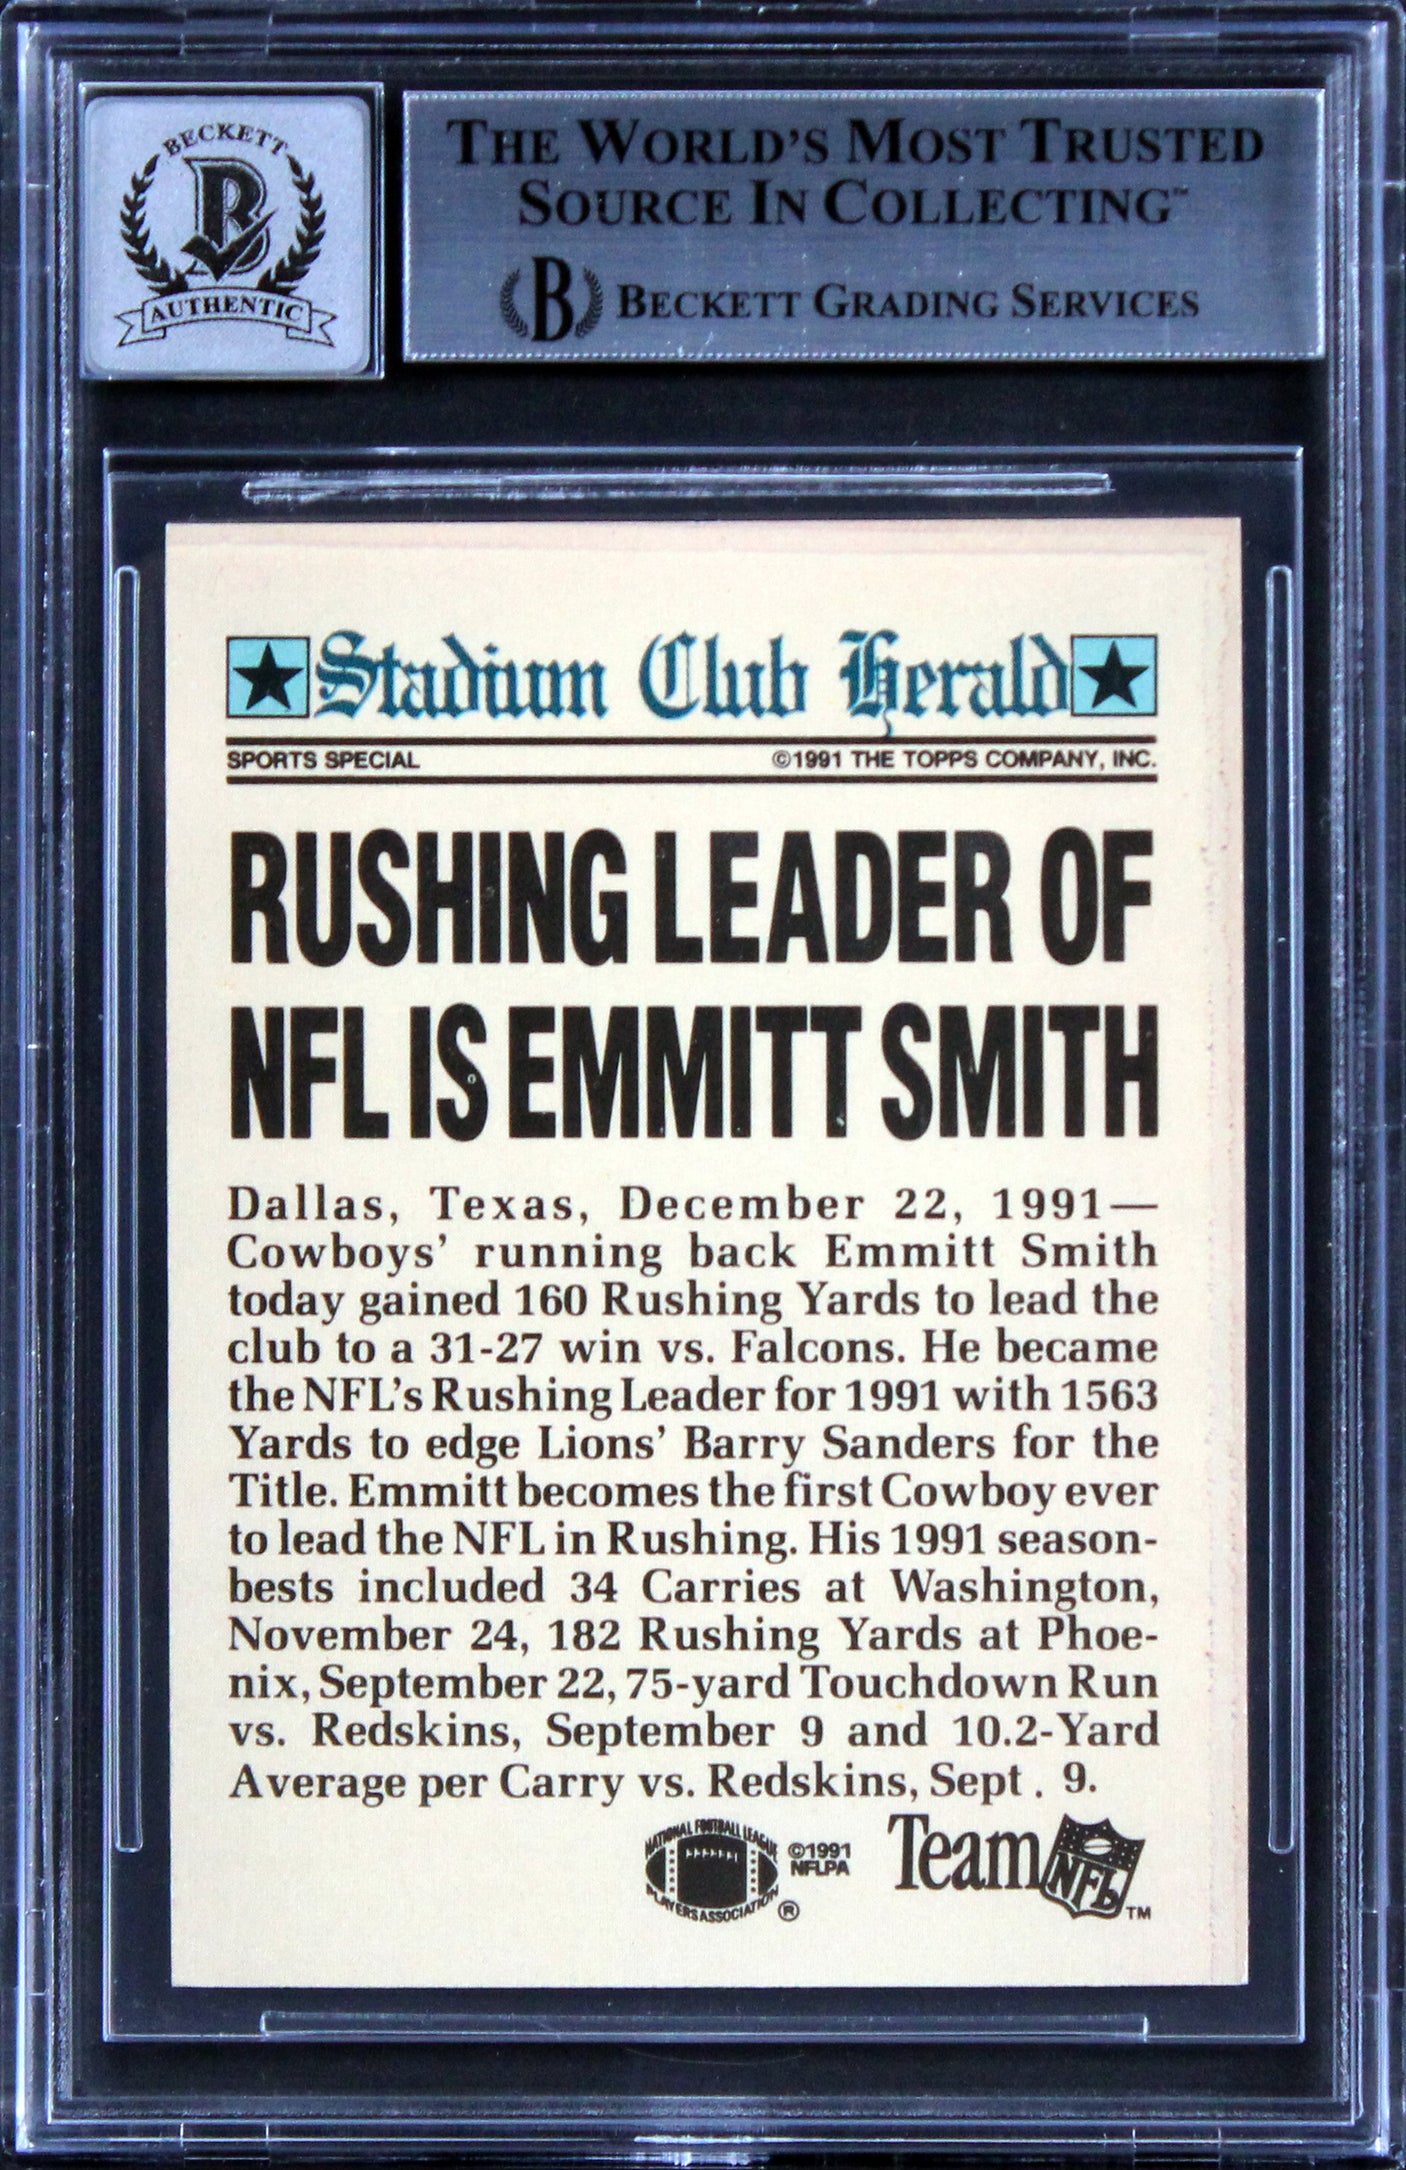 BECKETT
B
AUTHENTIC
THE WORLD'S MOST TRUSTED
SOURCE IN COLLECTING™
B BECKETT GRADING SERVICES
Stadium Club Herald
SPORTS SPECIAL ©1991 THE TOPPS COMPANY, INC.
RUSHING LEADER OF
NFL IS EMMITT SMITH
Dallas, Texas, December 22, 1991—
Cowboys' running back Emmitt Smith
today gained 160 Rushing Yards to lead the
club to a 31-27 win vs. Falcons. He became
the NFL's Rushing Leader for 1991 with 1563
Yards to edge Lions' Barry Sanders for the
Title. Emmitt becomes the first Cowboy ever
to lead the NFL in Rushing. His 1991 season-
bests included 34 Carries at Washington,
November 24, 182 Rushing Yards at Phoe-
nix, September 22, 75-yard Touchdown Run
vs. Redskins, September 9 and 10.2-Yard
Average per Carry vs. Redskins, Sept. 9.
NATIONAL FOOTBALL LEAGUE
PLAYERS ASSOCIATION ®
©1991
NFLPA
Team NFL ™